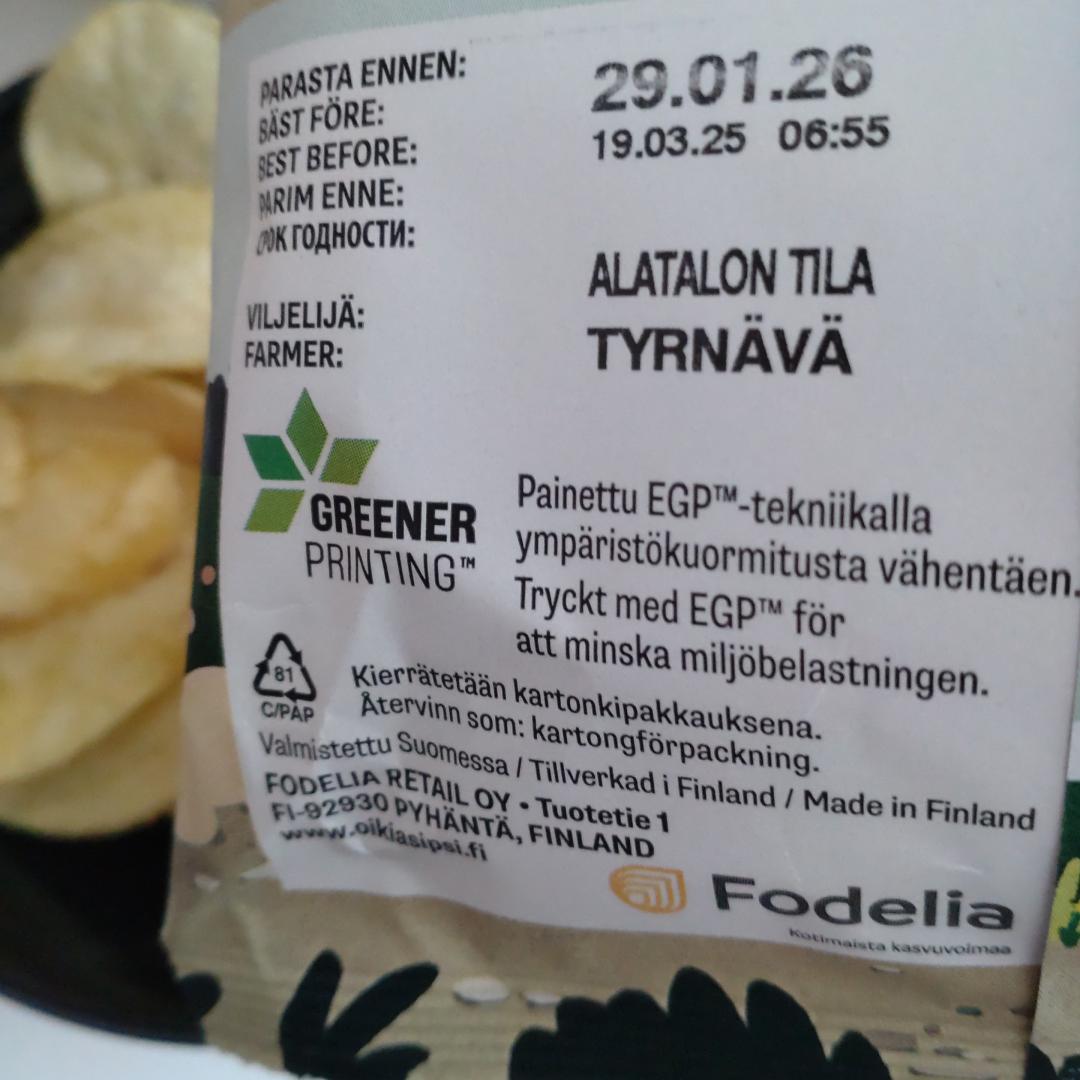 PARASTA ENNEN:
BÄST FÖRE:
BEST BEFORE:
PARIM ENNE:
СРОК ГОДНОСТИ:
29.01.26
19.03.25 06:55
VILJELIJÄ:
FARMER:
ALATALON TILA
TYRNÄVÄ
GREENER
PRINTING™
Painettu EGP™-tekniikalla
ympäristökuormitusta vähentäen.
Tryckt med EGP™ för
att minska miljöbelastningen.
81
C/PAP
Kierrätetään kartonkipakkauksena.
Återvinn som: kartongförpackning.
Valmistettu Suomessa / Tillverkad i Finland / Made in Finland
FODELIA RETAIL OY • Tuotetie 1
FI-92930 PYHÄNTÄ, FINLAND
www.oikiasipsi.fi
Fodelia
Kotimaista kasvuvoimaa